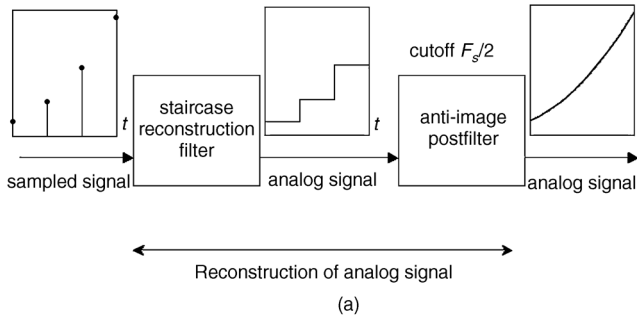 cutoff Fs/2
t
staircase
reconstruction
filter
t
anti-image
postfilter
sampled signal
analog signal
analog signal
Reconstruction of analog signal
(a)